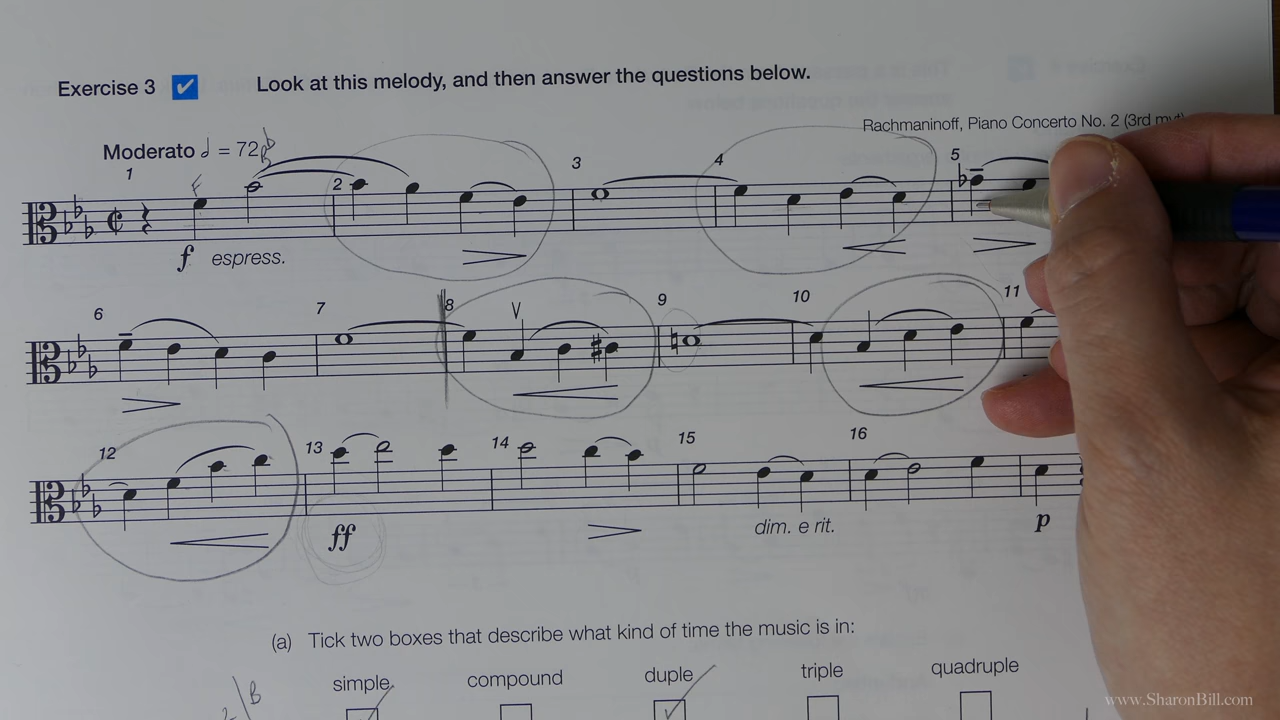 Exercise 3 Look at this melody, and then answer the questions below.
Rachmaninoff, Piano Concerto No. 2 (3rd mvt)
Moderato = 72
F B♭
1 2 3 4 5
f espress.
6 7 8 9 10 11
12 13 14 15 16
ff dim. e rit. p
(a) Tick two boxes that describe what kind of time the music is in:
simple compound duple triple quadruple
B
www.SharonBill.com